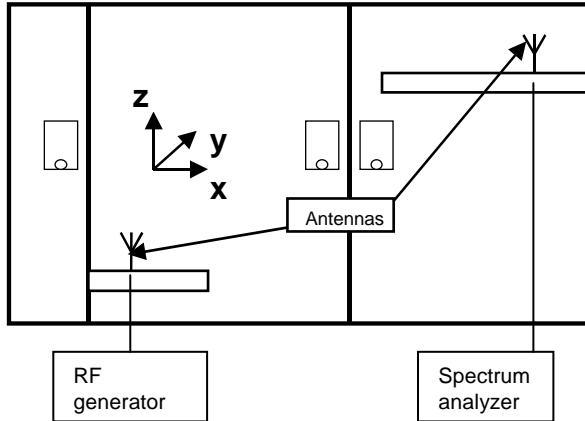 z
y
x
Antennas
RF
generator
Spectrum
analyzer